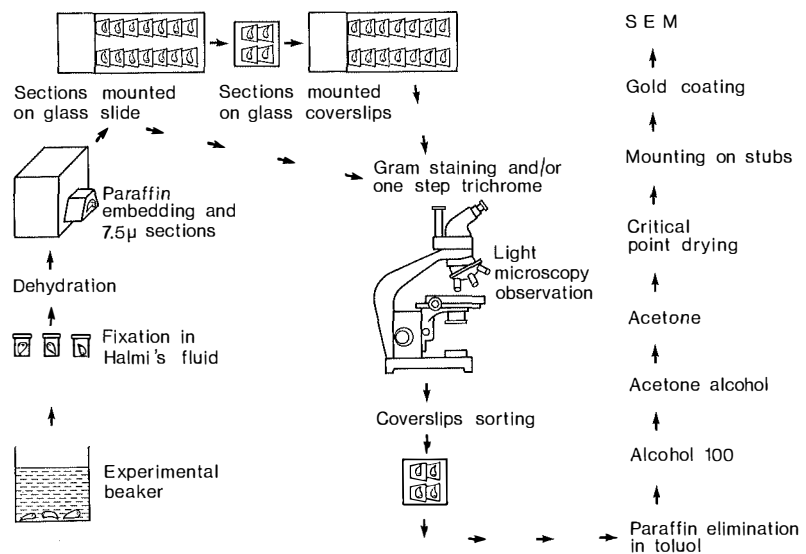 Experimental
beaker
Fixation in
Halmi's fluid
Dehydration
Paraffin
embedding and
7.5μ sections
Sections mounted
on glass slide
Sections mounted
on glass coverslips
Gram staining and/or
one step trichrome
Light
microscopy
observation
Coverslips sorting
Paraffin elimination
in toluol
Alcohol 100
Acetone alcohol
Acetone
Critical
point drying
Mounting on stubs
Gold coating
SEM